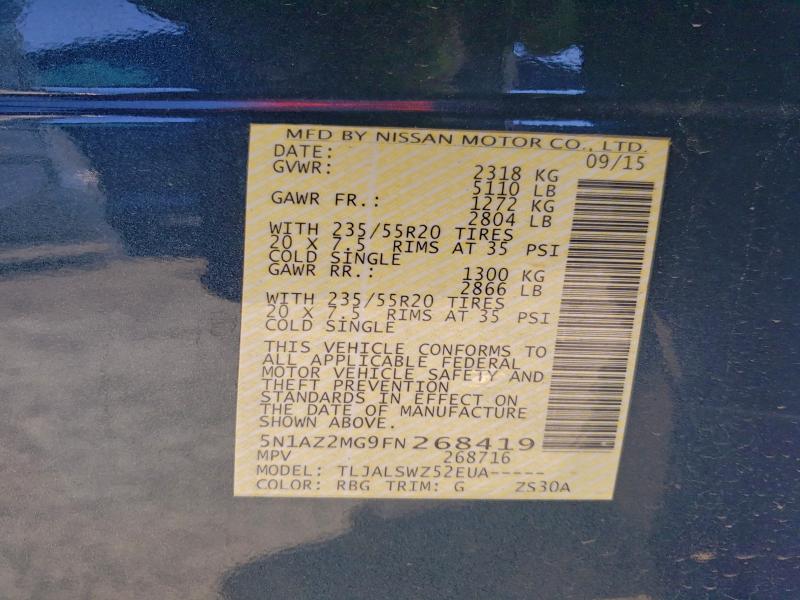 MFD BY NISSAN MOTOR CO., LTD.
DATE: 09/15
GVWR: 2318 KG
5110 LB
GAWR FR.: 1272 KG
2804 LB
WITH 235/55R20 TIRES
20 X 7.5 RIMS AT 35 PSI
COLD SINGLE
GAWR RR.: 1300 KG
2866 LB
WITH 235/55R20 TIRES
20 X 7.5 RIMS AT 35 PSI
COLD SINGLE
THIS VEHICLE CONFORMS TO
ALL APPLICABLE FEDERAL
MOTOR VEHICLE SAFETY AND
THEFT PREVENTION
STANDARDS IN EFFECT ON
THE DATE OF MANUFACTURE
SHOWN ABOVE.
5N1AZ2MG9FN268419
MPV 268716
MODEL: TLJALSWZ52EUA-----
COLOR: RBG TRIM: G ZS30A